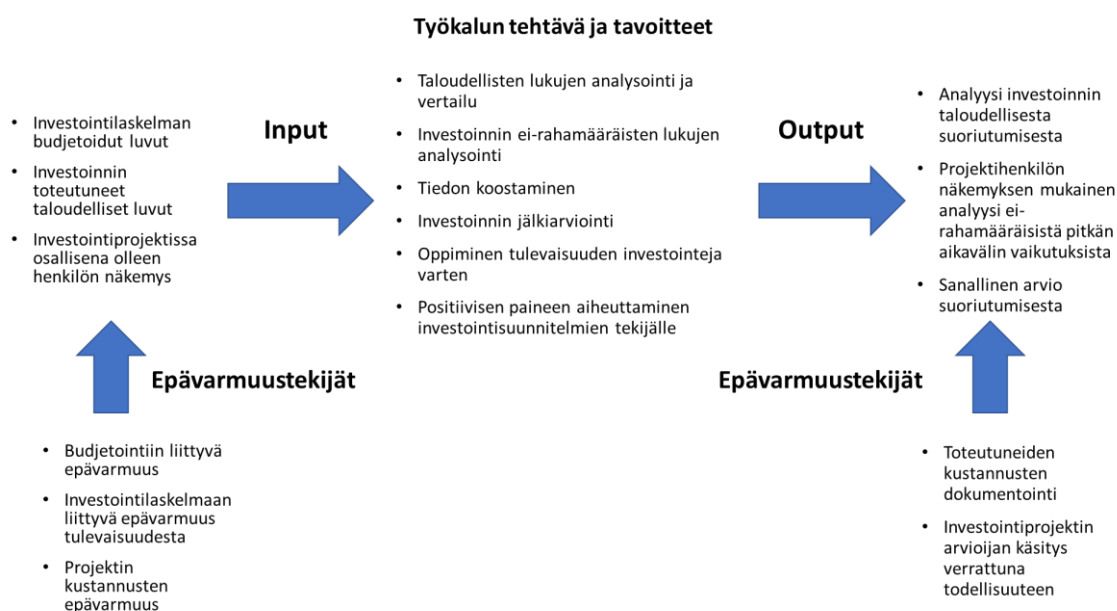 Työkalun tehtävä ja tavoitteet
• Investointilaskelman
budjetoidut luvut
• Investoinnin
toteutuneet
taloudelliset luvut
• Investointiprojektissa
osallisena olleen
henkilön näkemys
Input
• Taloudellisten lukujen analysointi ja
vertailu
• Investoinnin ei-rahamääräisten lukujen
analysointi
• Tiedon koostaminen
• Investoinnin jälkiarviointi
• Oppiminen tulevaisuuden investointeja
varten
• Positiivisen paineen aiheuttaminen
investointisuunnitelmien tekijälle
Output
• Analyysi investoinnin
taloudellisesta
suoriutumisesta
• Projektihenkilön
näkemyksen mukainen
analyysi ei-
rahamääräisistä pitkän
aikavälin vaikutuksista
• Sanallinen arvio
suoriutumisesta
Epävarmuustekijät
• Budjetointiin liittyvä
epävarmuus
• Investointilaskelmaan
liittyvä epävarmuus
tulevaisuudesta
• Projektin
kustannusten
epävarmuus
Epävarmuustekijät
• Toteutuneiden
kustannusten
dokumentointi
• Investointiprojektin
arvioijan käsitys
verrattuna
todellisuuteen